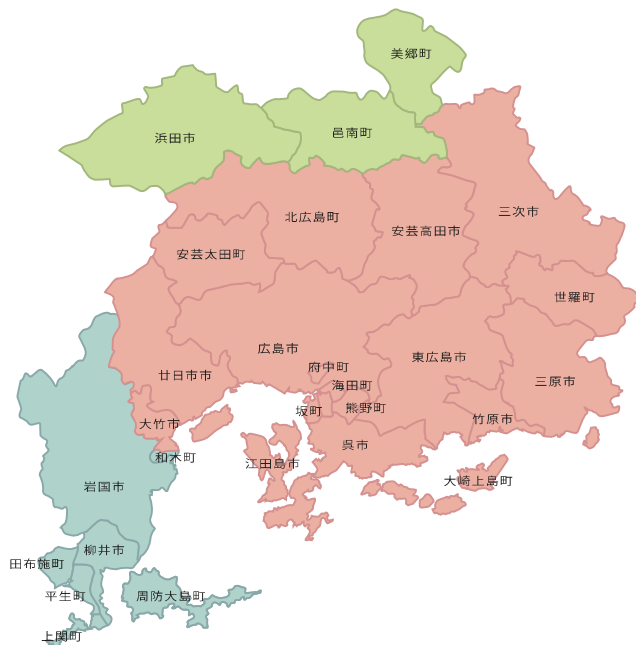 美郷町
浜田市
邑南町
北広島町
三次市
安芸高田市
安芸太田町
世羅町
広島市
東広島市
府中町
廿日市市
海田町
三原市
坂町
熊野町
竹原市
大竹市
呉市
和木町
江田島市
大崎上島町
岩国市
柳井市
田布施町
平生町
周防大島町
上関町